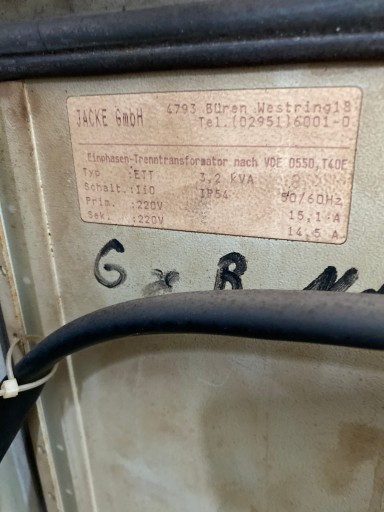 JACKE GmbH
4793 Büren Westring18
Tel.(02951)6001-0
Einphasen-Trenntransformator nach VDE 0550,T40E
Typ :ETT 3,2 KVA
Schalt.:IiO IP54 50/60Hz
Prim. :220V 15,1 A
Sek. :220V 14,5 A
G B